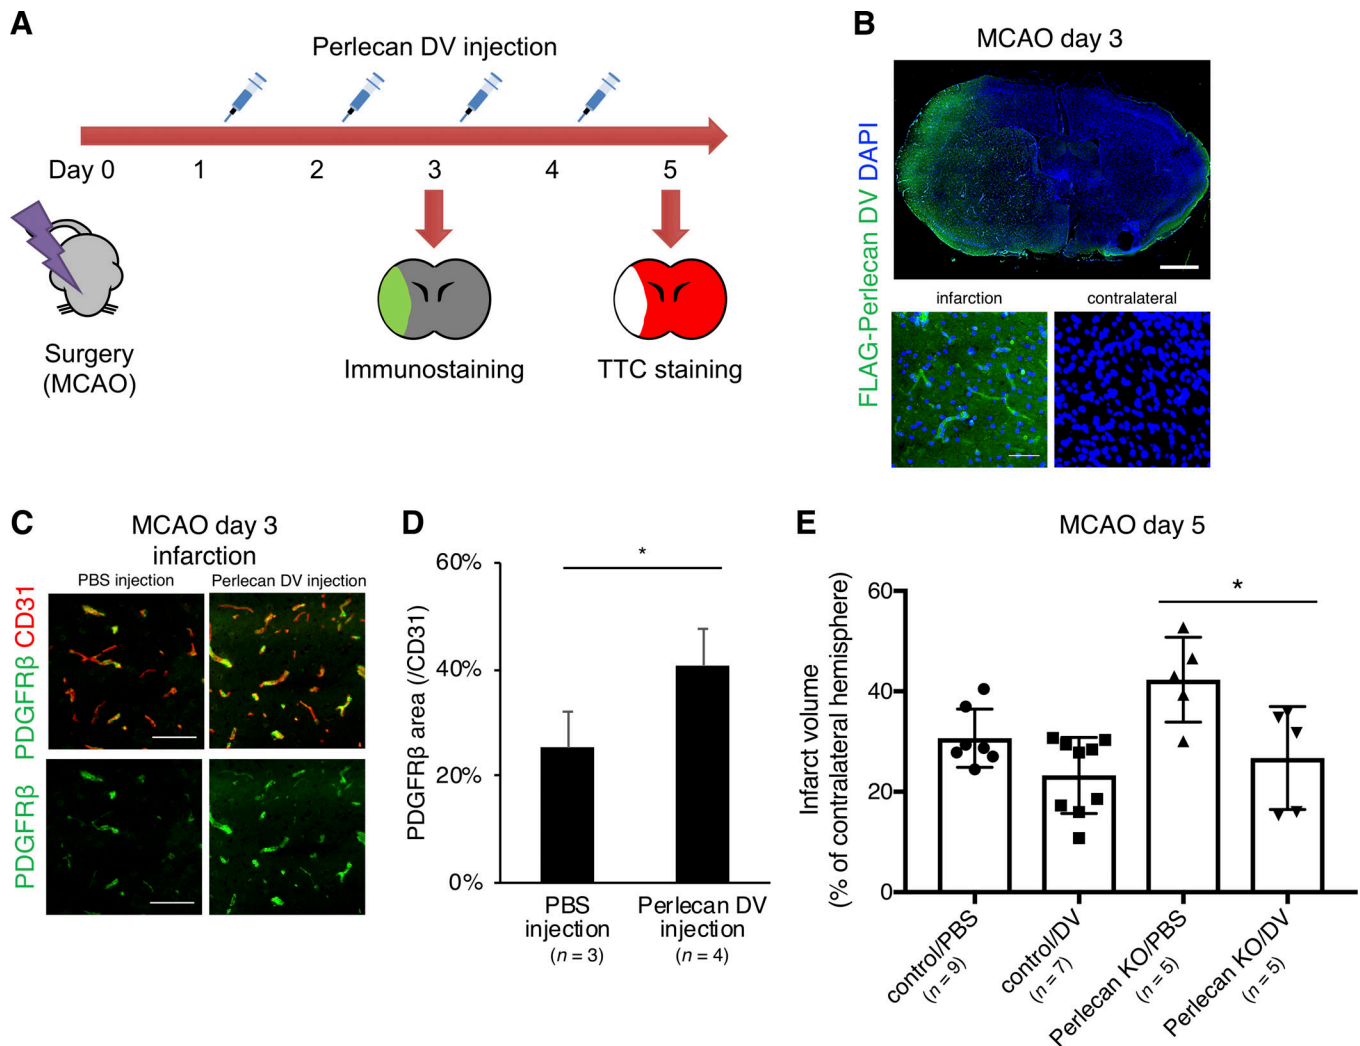 A
Perlecan DV injection
Day 0 1 2 3 4 5
Surgery
(MCAO)
Immunostaining
TTC staining
B
MCAO day 3
FLAG-Perlecan DV DAPI
infarction
contralateral
C
MCAO day 3
infarction
PBS injection
Perlecan DV injection
PDGFRβ CD31
PDGFRβ
D
60%
40%
20%
0%
PDGFRβ area (/CD31)
*
PBS
injection
(n = 3)
Perlecan DV
injection
(n = 4)
E
MCAO day 5
Infarct volume
(% of contralateral hemisphere)
60
40
20
0
*
control/PBS
(n = 9)
control/DV
(n = 7)
Perlecan KO/PBS
(n = 5)
Perlecan KO/DV
(n = 5)